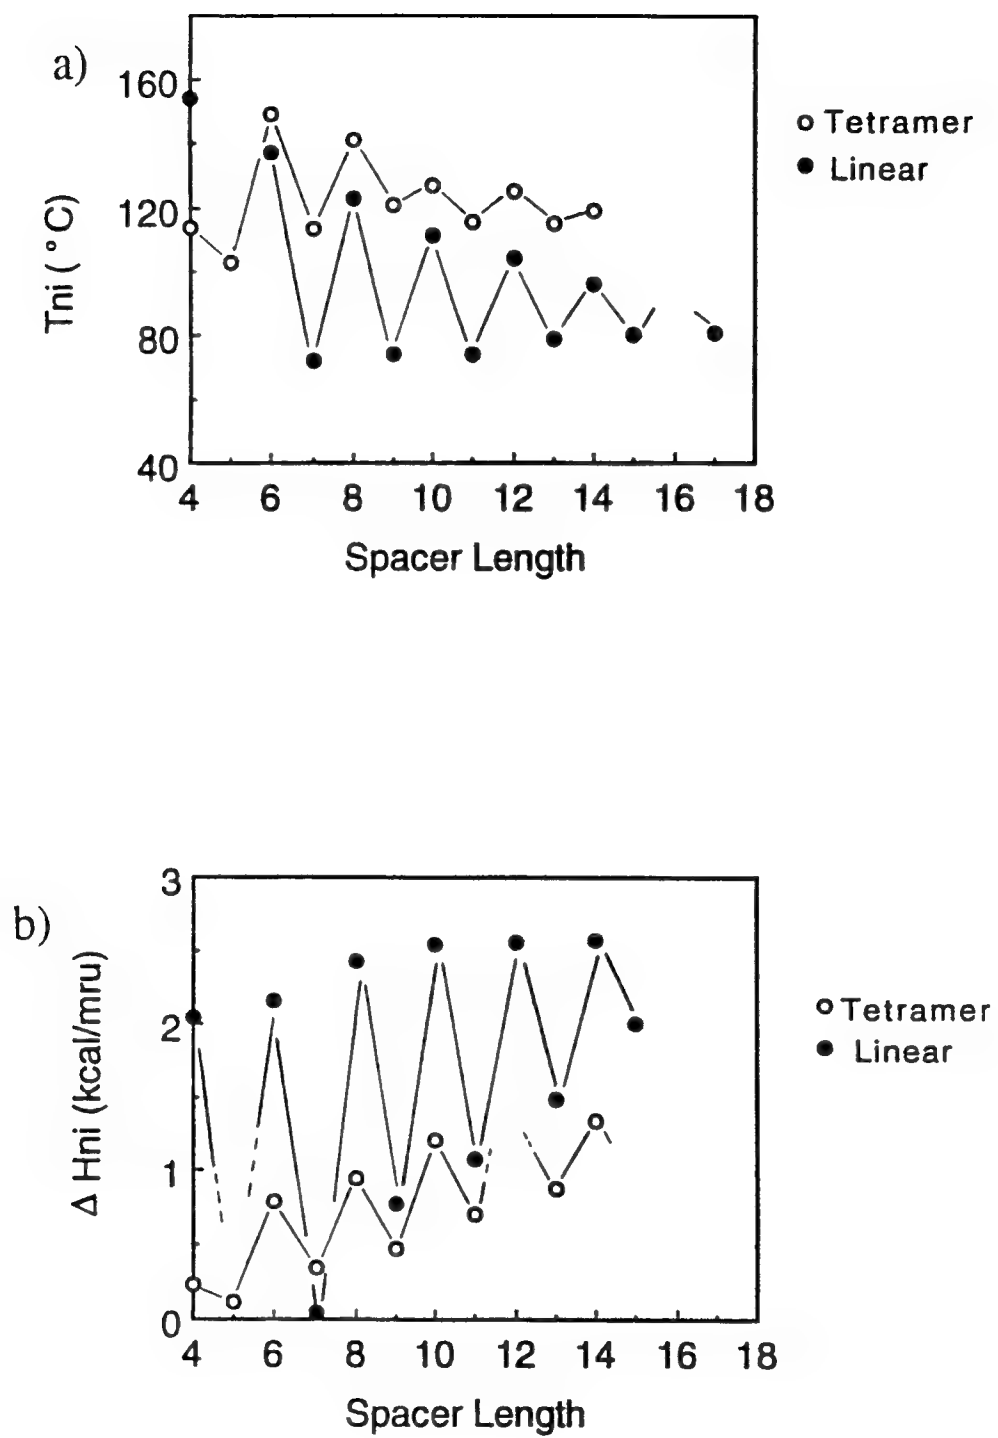 a)
160
120
80
40
Tni ( °C)
4 6 8 10 12 14 16 18
Spacer Length
Tetramer
Linear
b)
3
2
1
0
Δ Hni (kcal/mru)
4 6 8 10 12 14 16 18
Spacer Length
Tetramer
Linear